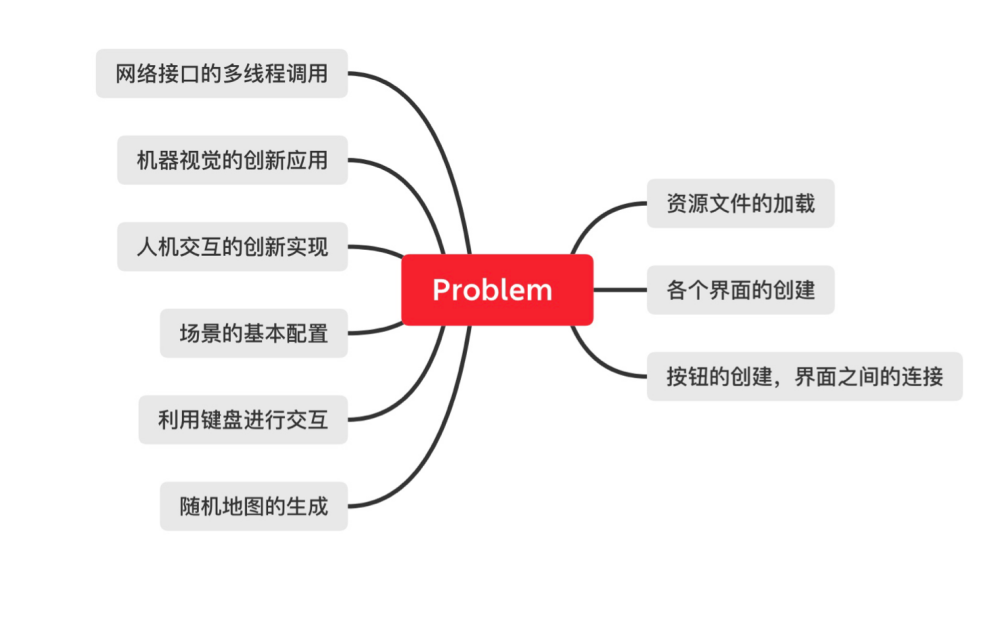 网络接口的多线程调用
机器视觉的创新应用
人机交互的创新实现
场景的基本配置
利用键盘进行交互
随机地图的生成
Problem
资源文件的加载
各个界面的创建
按钮的创建，界面之间的连接